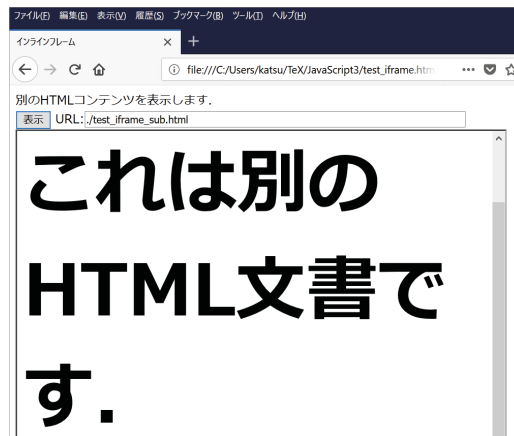 ファイル(F) 編集(E) 表示(V) 履歴(S) ブックマーク(B) ツール(T) ヘルプ(H)
インラインフレーム
file:///C:/Users/katsu/TeX/JavaScript3/test_iframe.htm
別のHTMLコンテンツを表示します.
表示 URL: ./test_iframe_sub.html
これは別の
HTML文書で
す.